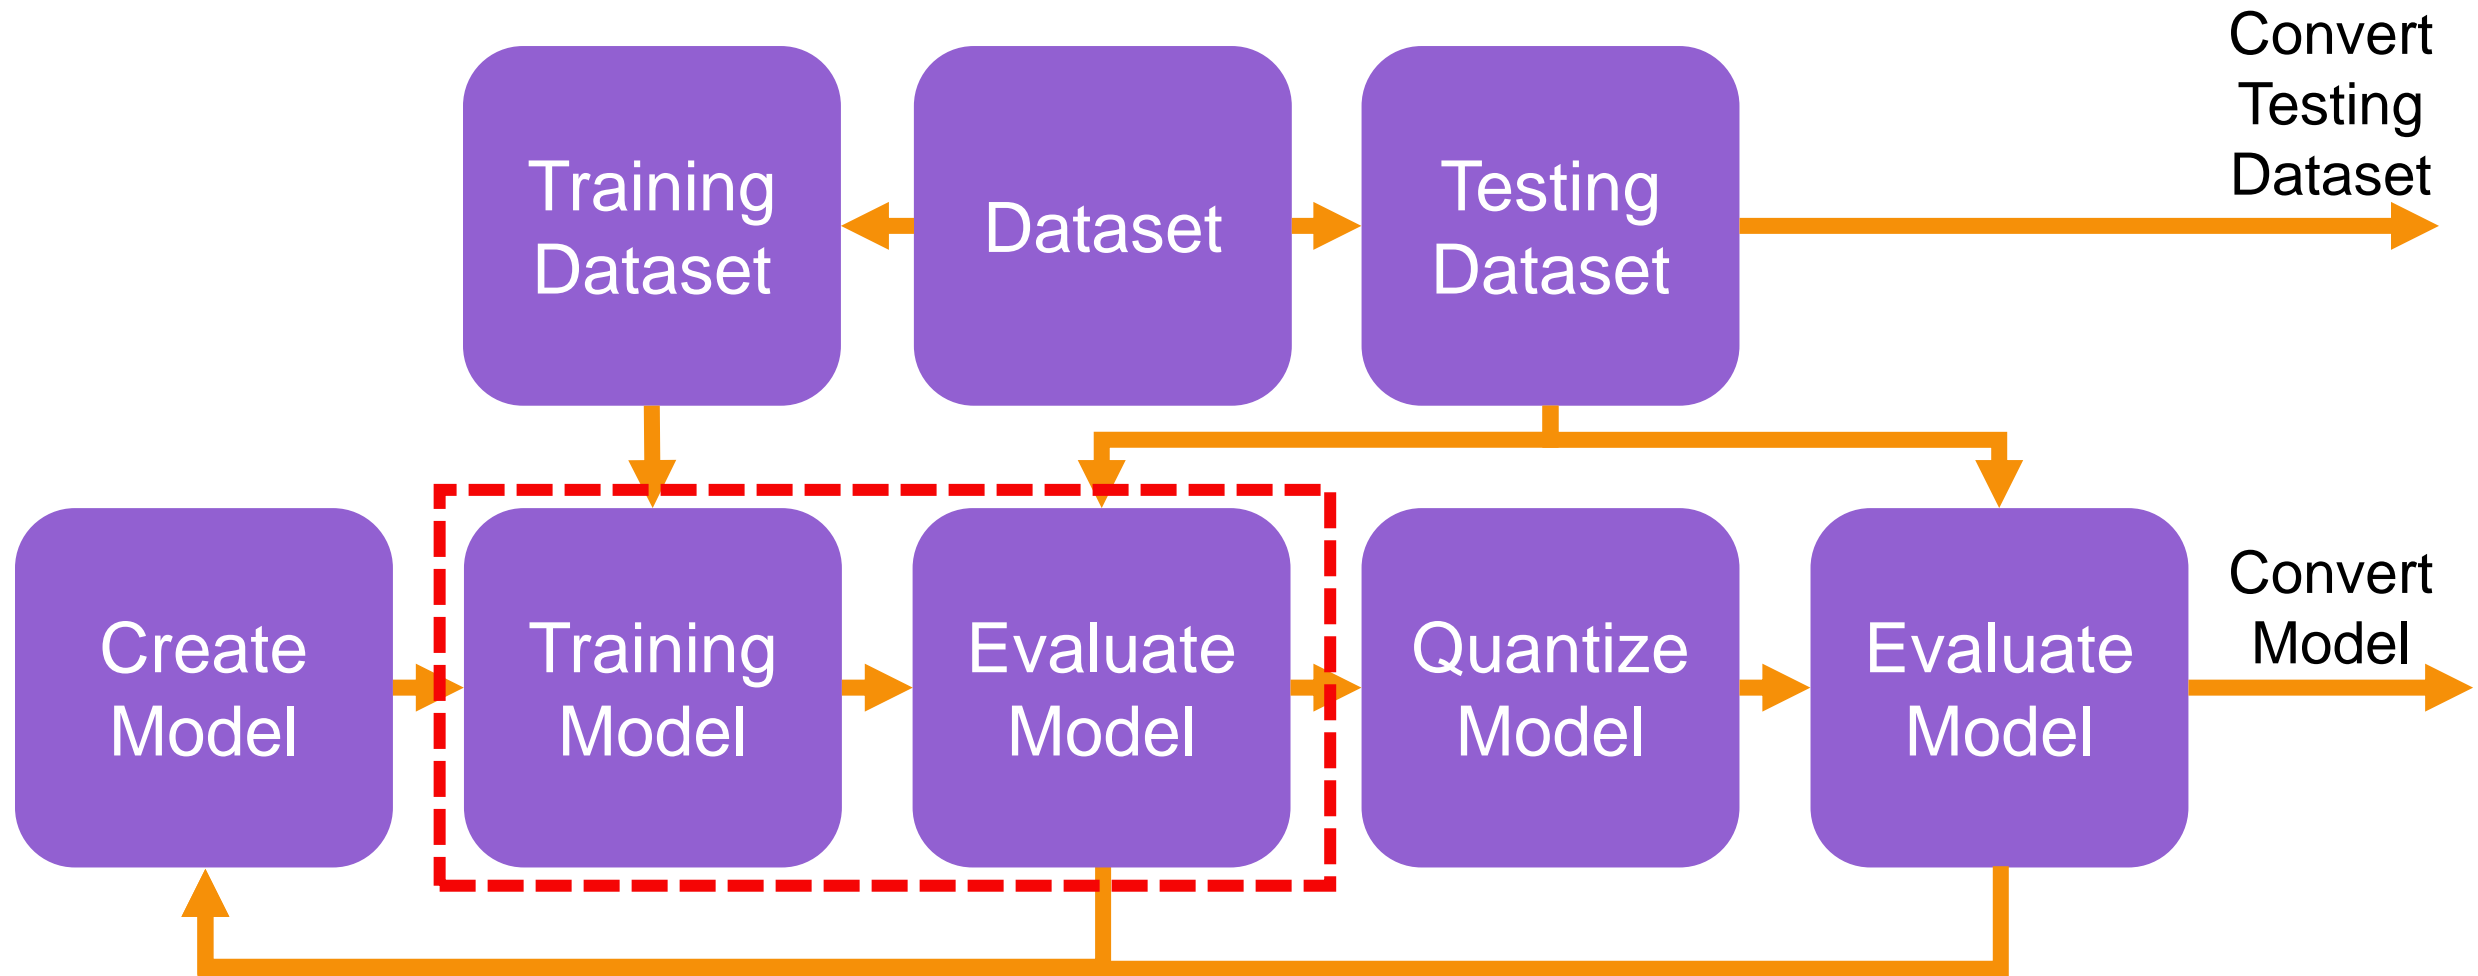 Convert
Testing
Dataset
Training
Dataset
Dataset
Testing
Dataset
Create
Model
Training
Model
Evaluate
Model
Quantize
Model
Evaluate
Model
Convert
Model